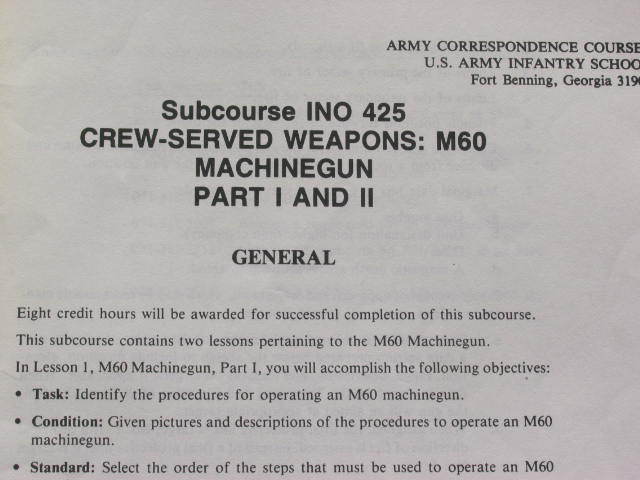 ARMY CORRESPONDENCE COURSE
U.S. ARMY INFANTRY SCHOO
Fort Benning, Georgia 3190
Subcourse INO 425
CREW-SERVED WEAPONS: M60
MACHINEGUN
PART I AND II
GENERAL
Eight credit hours will be awarded for successful completion of this subcourse.
This subcourse contains two lessons pertaining to the M60 Machinegun.
In Lesson 1, M60 Machinegun, Part I, you will accomplish the following objectives:
• Task: Identify the procedures for operating an M60 machinegun.
• Condition: Given pictures and descriptions of the procedures to operate an M60
machinegun.
• Standard: Select the order of the steps that must be used to operate an M60